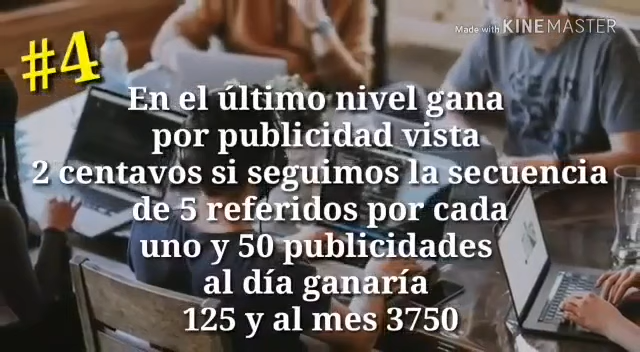 Made with KINEMASTER
#4
En el último nivel gana
por publicidad vista
2 centavos si seguimos la secuencia
de 5 referidos por cada
uno y 50 publicidades
al día ganaría
125 y al mes 3750